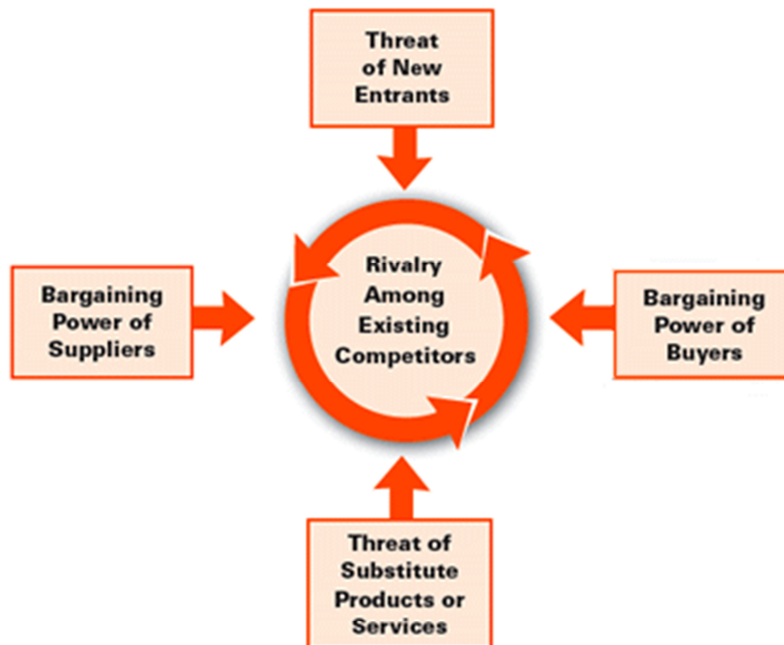 Threat
of New
Entrants
Bargaining
Power of
Suppliers
Rivalry
Among
Existing
Competitors
Bargaining
Power of
Buyers
Threat of
Substitute
Products or
Services